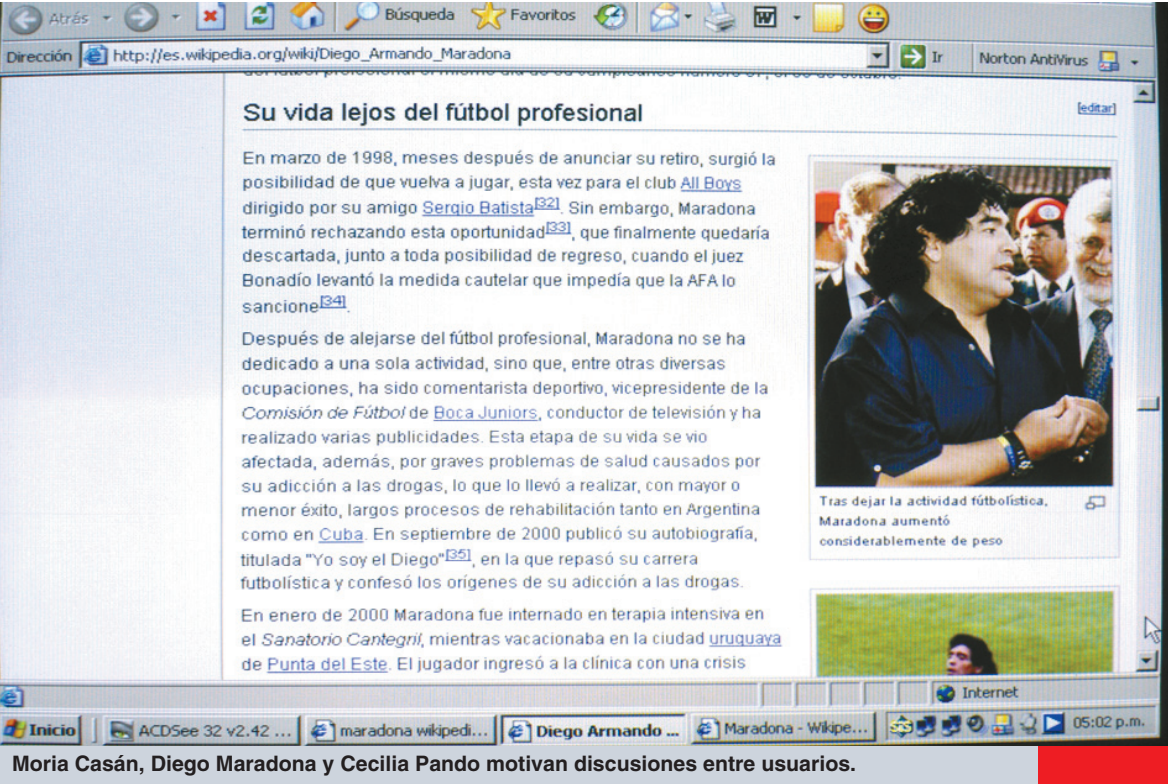 Atrás
Búsqueda
Favoritos
Dirección
http://es.wikipedia.org/wiki/Diego_Armando_Maradona
Ir
Norton AntiVirus
Su vida lejos del fútbol profesional
[editar]
En marzo de 1998, meses después de anunciar su retiro, surgió la
posibilidad de que vuelva a jugar, esta vez para el club All Boys
dirigido por su amigo Sergio Batista[32]. Sin embargo, Maradona
terminó rechazando esta oportunidad[33], que finalmente quedaría
descartada, junto a toda posibilidad de regreso, cuando el juez
Bonadío levantó la medida cautelar que impedía que la AFA lo
sancione[34].
Después de alejarse del fútbol profesional, Maradona no se ha
dedicado a una sola actividad, sino que, entre otras diversas
ocupaciones, ha sido comentarista deportivo, vicepresidente de la
Comisión de Fútbol de Boca Juniors, conductor de televisión y ha
realizado varias publicidades. Esta etapa de su vida se vio
afectada, además, por graves problemas de salud causados por
su adicción a las drogas, lo que lo llevó a realizar, con mayor o
menor éxito, largos procesos de rehabilitación tanto en Argentina
como en Cuba. En septiembre de 2000 publicó su autobiografía,
titulada "Yo soy el Diego"[35], en la que repasó su carrera
futbolística y confesó los orígenes de su adicción a las drogas.
En enero de 2000 Maradona fue internado en terapia intensiva en
el Sanatorio Cantegril, mientras vacacionaba en la ciudad uruguaya
de Punta del Este. El jugador ingresó a la clínica con una crisis
Tras dejar la actividad fútbolística,
Maradona aumentó
considerablemente de peso
Internet
Inicio
ACDSee 32 v2.42 ...
maradona wikipedi...
Diego Armando ...
Maradona - Wikipe...
05:02 p.m.
Moria Casán, Diego Maradona y Cecilia Pando motivan discusiones entre usuarios.